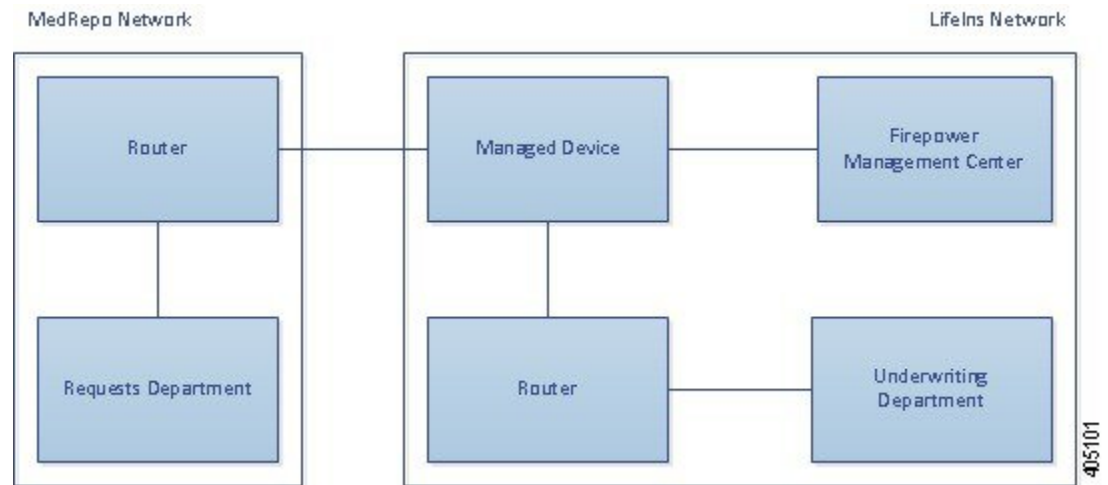 MedRepo Network
LifeIns Network
Router
Managed Device
Firepower
Management Center
Requests Department
Router
Underwriting
Department
405101